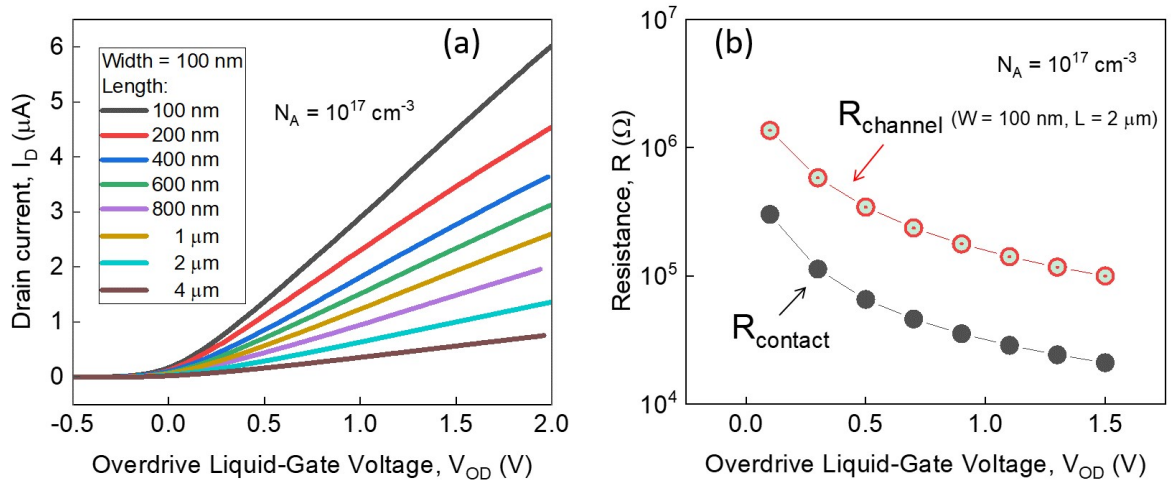 (a)
6
5
4
3
2
1
0
Drain current, I_D (μA)
Width = 100 nm
Length:
100 nm
200 nm
400 nm
600 nm
800 nm
1 μm
2 μm
4 μm
N_A = 10^17 cm^-3
-0.5 0.0 0.5 1.0 1.5 2.0
Overdrive Liquid-Gate Voltage, V_OD (V)
(b)
10^7
10^6
10^5
10^4
Resistance, R (Ω)
N_A = 10^17 cm^-3
R_channel (W = 100 nm, L = 2 μm)
R_contact
0.0 0.5 1.0 1.5
Overdrive Liquid-Gate Voltage, V_OD (V)